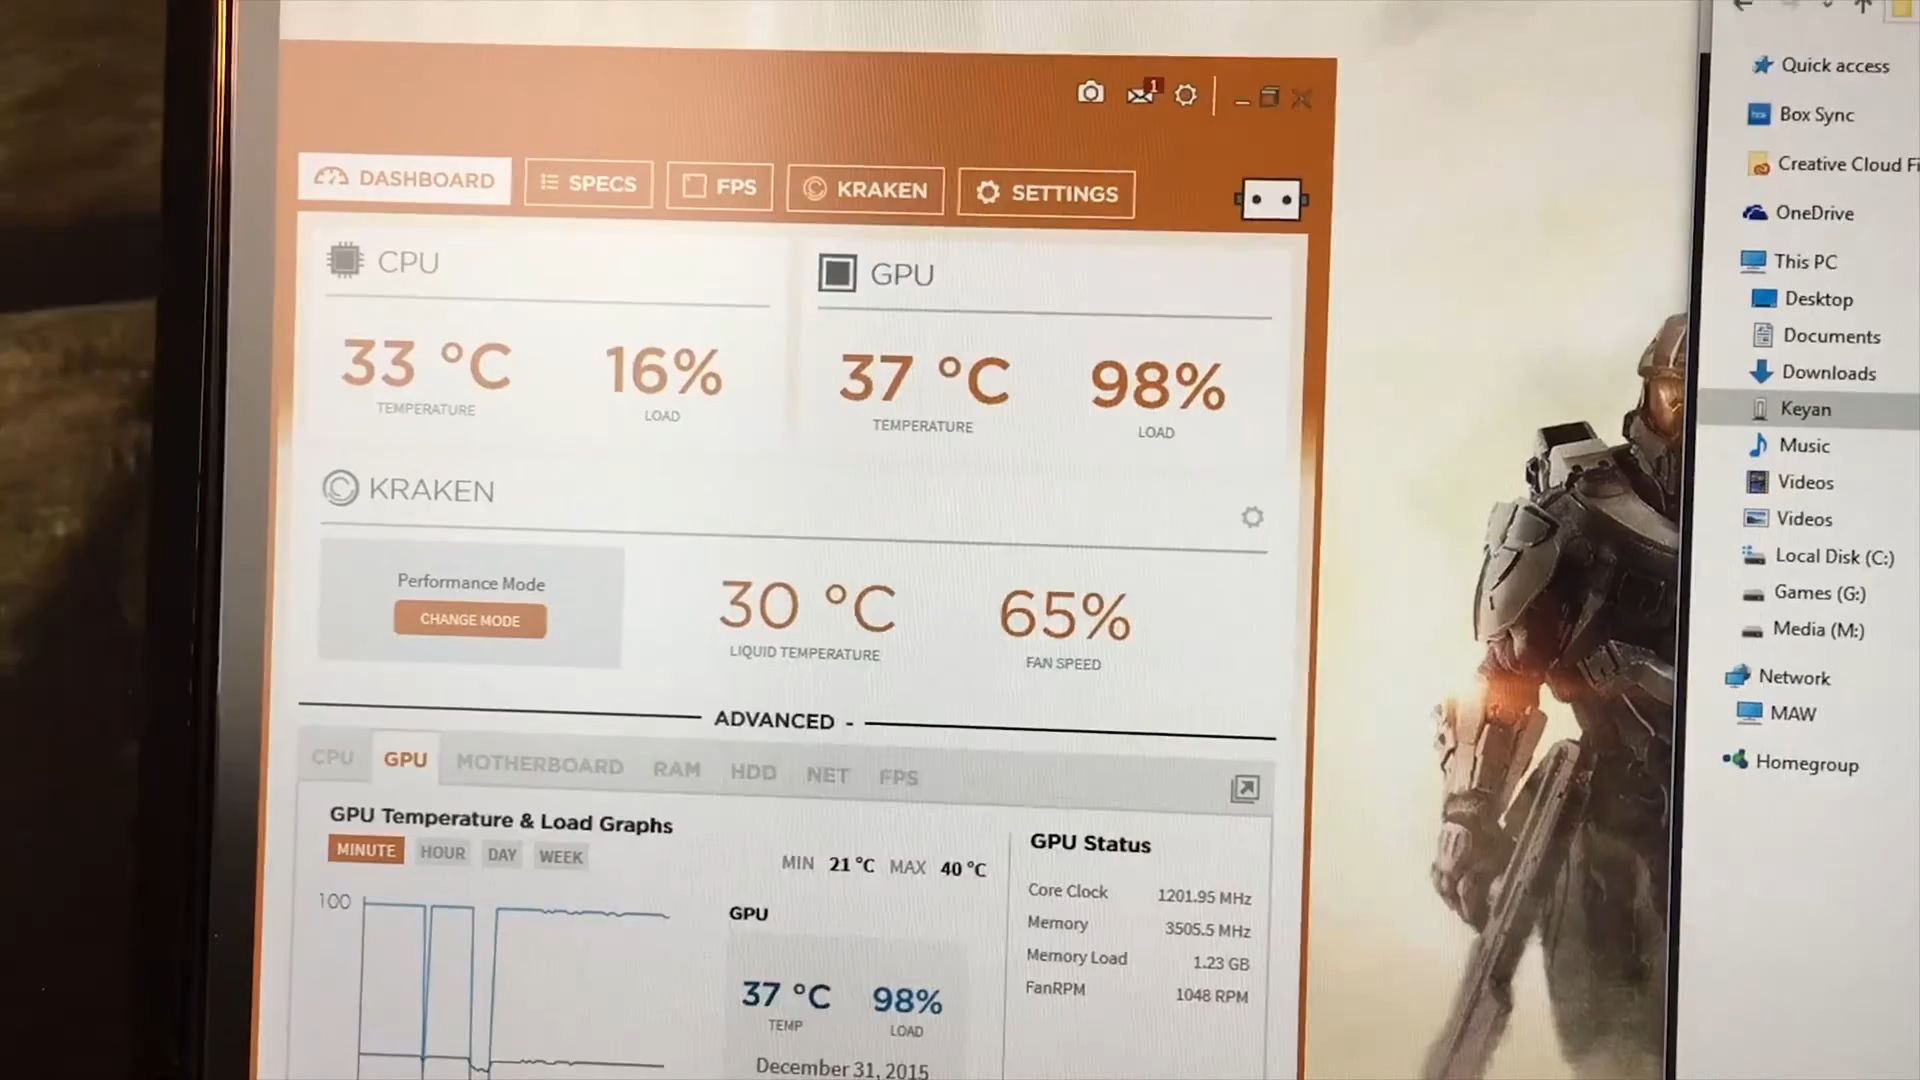 1
DASHBOARD
SPECS
FPS
KRAKEN
SETTINGS
CPU
33 °C
TEMPERATURE
16%
LOAD
GPU
37 °C
TEMPERATURE
98%
LOAD
KRAKEN
Performance Mode
CHANGE MODE
30 °C
LIQUID TEMPERATURE
65%
FAN SPEED
ADVANCED -
CPU GPU MOTHERBOARD RAM HDD NET FPS
GPU Temperature & Load Graphs
MINUTE HOUR DAY WEEK
MIN 21 °C MAX 40 °C
100
GPU
37 °C
TEMP
98%
LOAD
December 31, 2015
GPU Status
Core Clock 1201.95 MHz
Memory 3505.5 MHz
Memory Load 1.23 GB
FanRPM 1048 RPM
Quick access
Box Sync
Creative Cloud Fi
OneDrive
This PC
Desktop
Documents
Downloads
Keyan
Music
Videos
Videos
Local Disk (C:)
Games (G:)
Media (M:)
Network
MAW
Homegroup